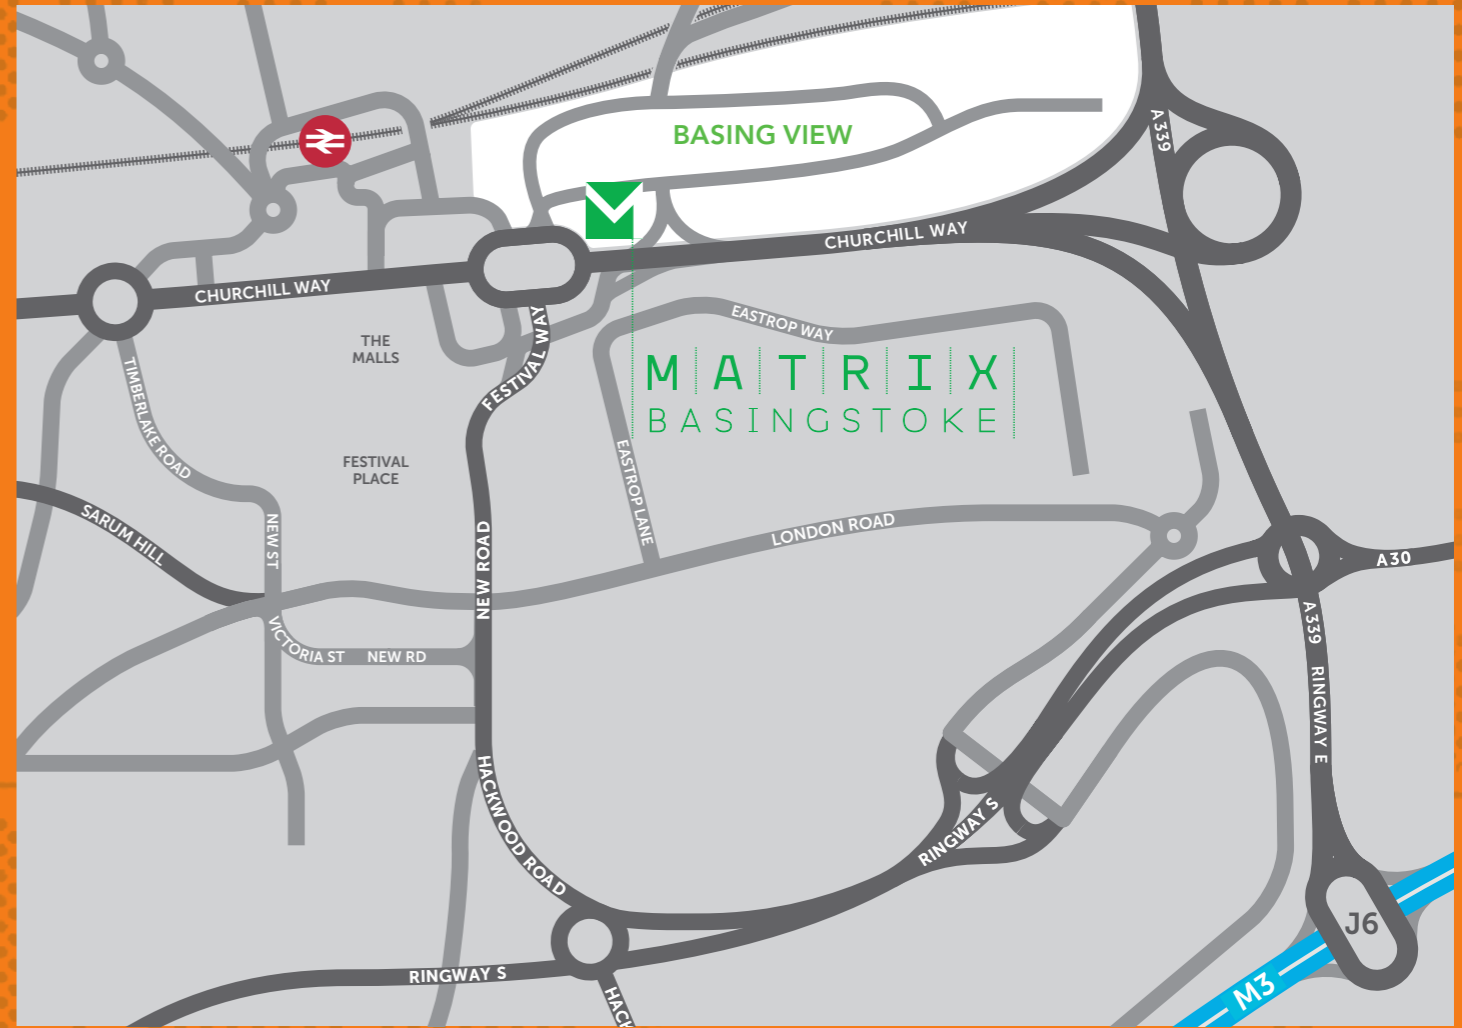 A339
BASING VIEW
CHURCHILL WAY
CHURCHILL WAY
THE
MALLS
FESTIVAL WAY
EASTROP WAY
MATRIX
BASINGSTOKE
TIMBERLAKE ROAD
FESTIVAL
PLACE
EASTROP LANE
SARUM HILL
NEW ST
NEW ROAD
LONDON ROAD
A30
A339
VICTORIA ST
NEW RD
RINGWAY E
HACKWOOD ROAD
RINGWAY S
J6
RINGWAY S
M3
HACK